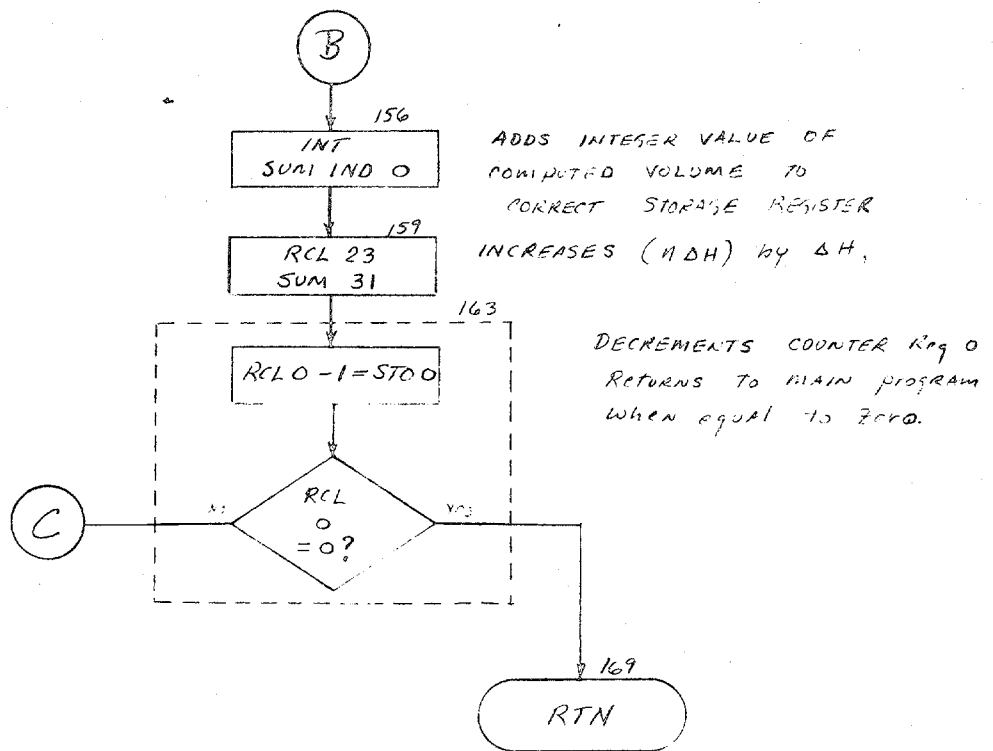 B
156
INT
SUM IND 0
ADDS INTEGER VALUE OF
COMPUTED VOLUME TO
CORRECT STORAGE REGISTER
159
RCL 23
SUM 31
INCREASES (nΔH) by ΔH.
163
RCL 0 - 1 = STO 0
DECREMENTS COUNTER Reg 0
Returns TO MAIN program
when equal to Zero.
C
No
RCL
0
= 0?
Yes
169
RTN